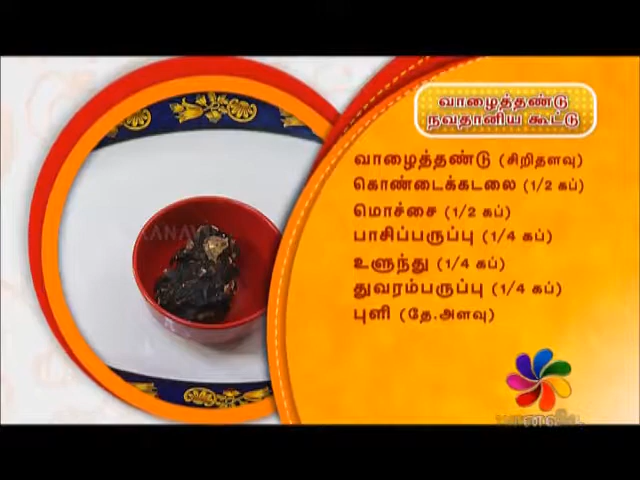 வாழைத்தண்டு
நவதானிய கூட்டு
வாழைத்தண்டு (சிறிதளவு)
கொண்டைக்கடலை (1/2 கப்)
மொச்சை (1/2 கப்)
பாசிப்பருப்பு (1/4 கப்)
உளுந்து (1/4 கப்)
துவரம்பருப்பு (1/4 கப்)
புளி (தே.அளவு)